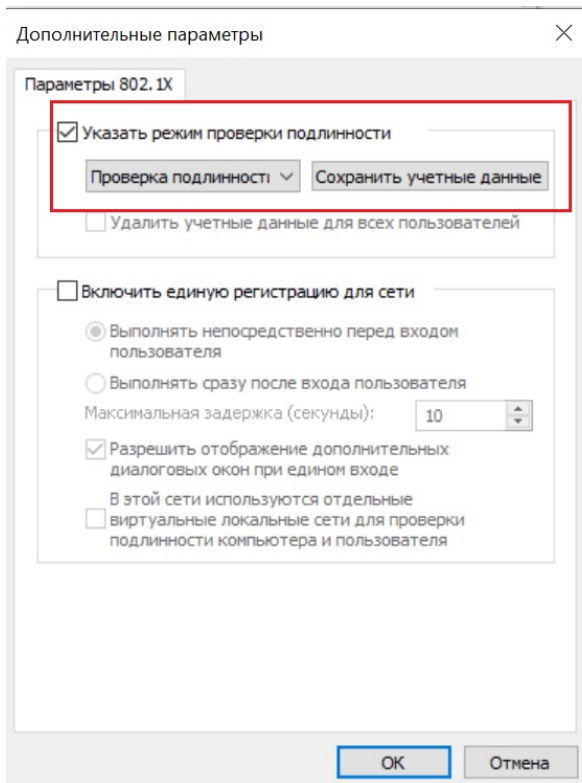 Дополнительные параметры
Параметры 802.1X
Указать режим проверки подлинности
Проверка подлинності Сохранить учетные данные
Удалить учетные данные для всех пользователей
Включить единую регистрацию для сети
Выполнять непосредственно перед входом
пользователя
Выполнять сразу после входа пользователя
Максимальная задержка (секунды): 10
Разрешить отображение дополнительных
диалоговых окон при едином входе
В этой сети используются отдельные
виртуальные локальные сети для проверки
подлинности компьютера и пользователя
ОК Отмена